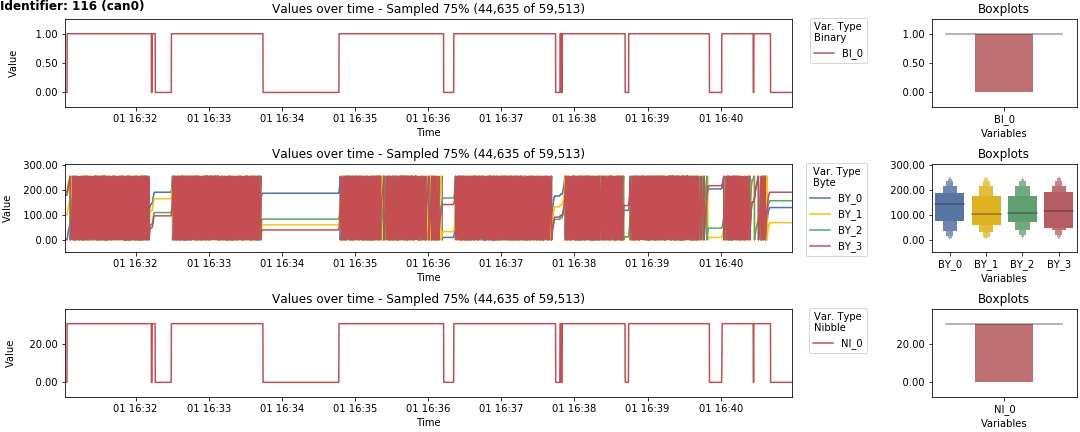 Identifier: 116 (can0)
Values over time - Sampled 75% (44,635 of 59,513)
Boxplots
1.00
0.50
0.00
Value
01 16:32 01 16:33 01 16:34 01 16:35 01 16:36 01 16:37 01 16:38 01 16:39 01 16:40
Time
Var. Type
Binary
BI_0
1.00
0.50
0.00
BI_0
Variables
Values over time - Sampled 75% (44,635 of 59,513)
Boxplots
300.00
200.00
100.00
0.00
Value
01 16:32 01 16:33 01 16:34 01 16:35 01 16:36 01 16:37 01 16:38 01 16:39 01 16:40
Time
Var. Type
Byte
BY_0
BY_1
BY_2
BY_3
300.00
200.00
100.00
0.00
BY_0 BY_1 BY_2 BY_3
Variables
Values over time - Sampled 75% (44,635 of 59,513)
Boxplots
20.00
0.00
Value
01 16:32 01 16:33 01 16:34 01 16:35 01 16:36 01 16:37 01 16:38 01 16:39 01 16:40
Time
Var. Type
Nibble
NI_0
20.00
0.00
NI_0
Variables